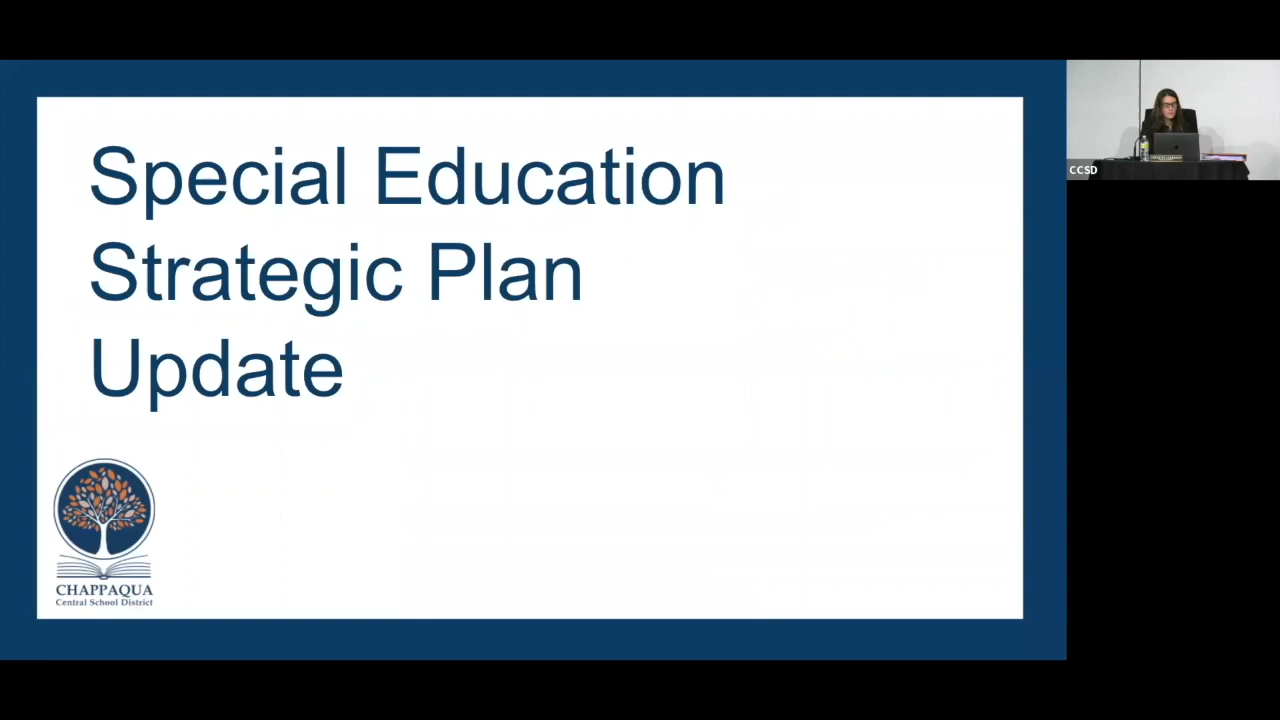 Special Education
Strategic Plan
Update
CHAPPAQUA
Central School District
CCSD